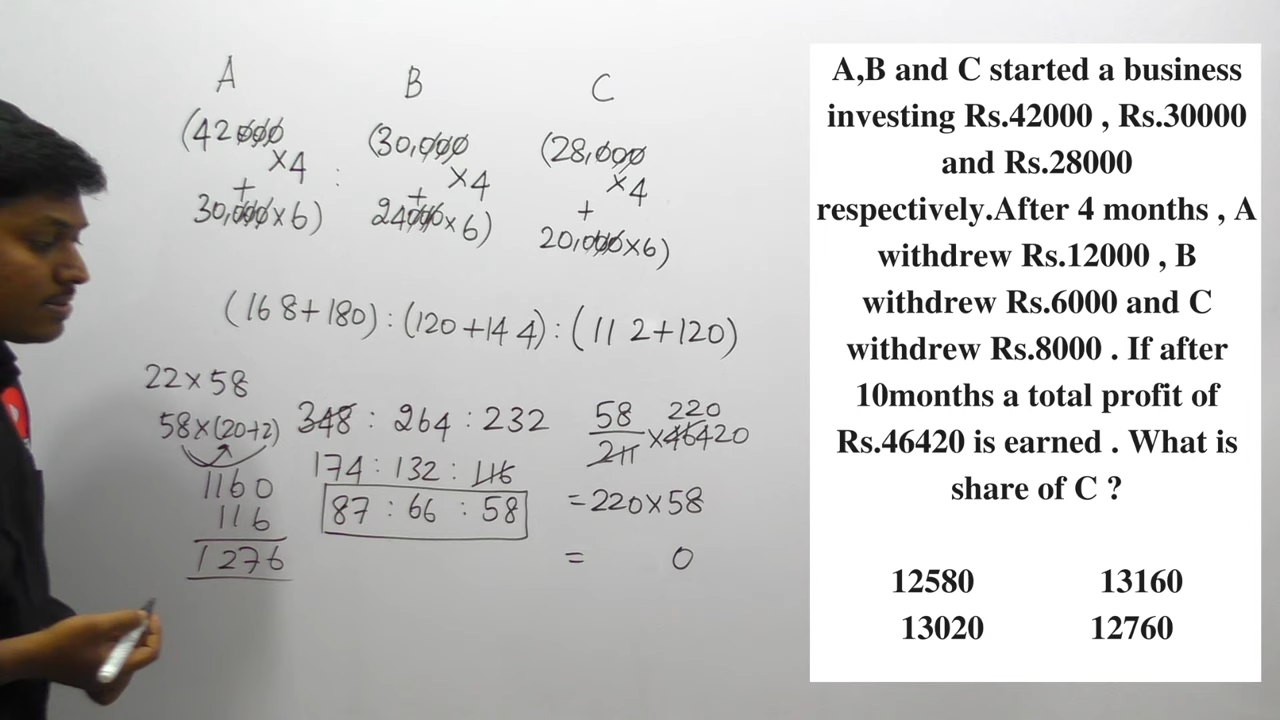 A B C
(42000 (30,000 (28,000
×4 : ×4 ×4
+ + +
30,000×6) 24000×6) 20,000×6)
(168+180) : (120+144) : (112+120)
22×58
58×(20+2)
1160
116
1276
348 : 264 : 232
174 : 132 : 116
87 : 66 : 58
58 220
211 ×46420
=220×58
= 0
A,B and C started a business
investing Rs.42000 , Rs.30000
and Rs.28000
respectively.After 4 months , A
withdrew Rs.12000 , B
withdrew Rs.6000 and C
withdrew Rs.8000 . If after
10months a total profit of
Rs.46420 is earned . What is
share of C ?
12580 13160
13020 12760